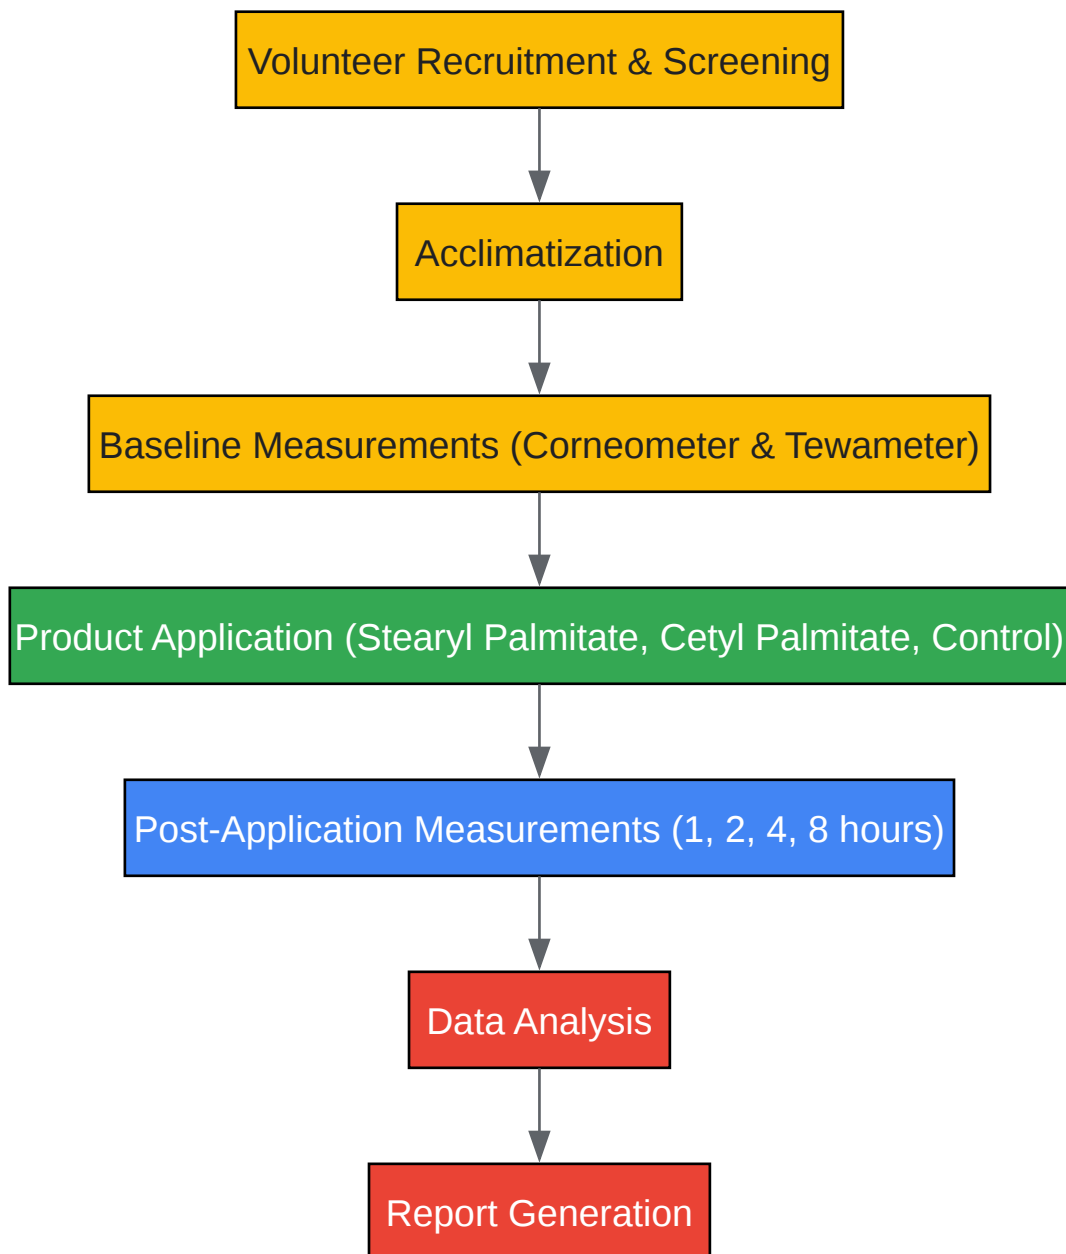 Volunteer Recruitment & Screening
Acclimatization
Baseline Measurements (Corneometer & Tewameter)
Product Application (Stearyl Palmitate, Cetyl Palmitate, Control)
Post-Application Measurements (1, 2, 4, 8 hours)
Data Analysis
Report Generation